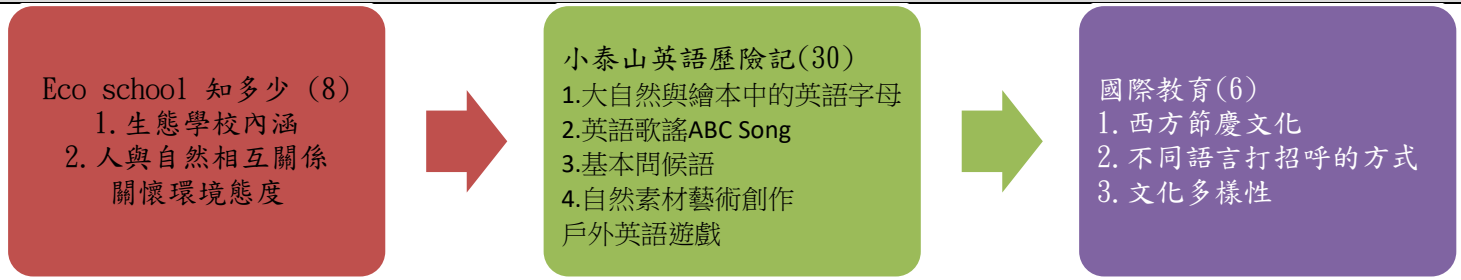 Eco school 知多少 (8)
1.生態學校內涵
2.人與自然相互關係
關懷環境態度
小泰山英語歷險記(30)
1.大自然與繪本中的英語字母
2.英語歌謠ABC Song
3.基本問候語
4.自然素材藝術創作
戶外英語遊戲
國際教育(6)
1.西方節慶文化
2.不同語言打招呼的方式
3.文化多樣性